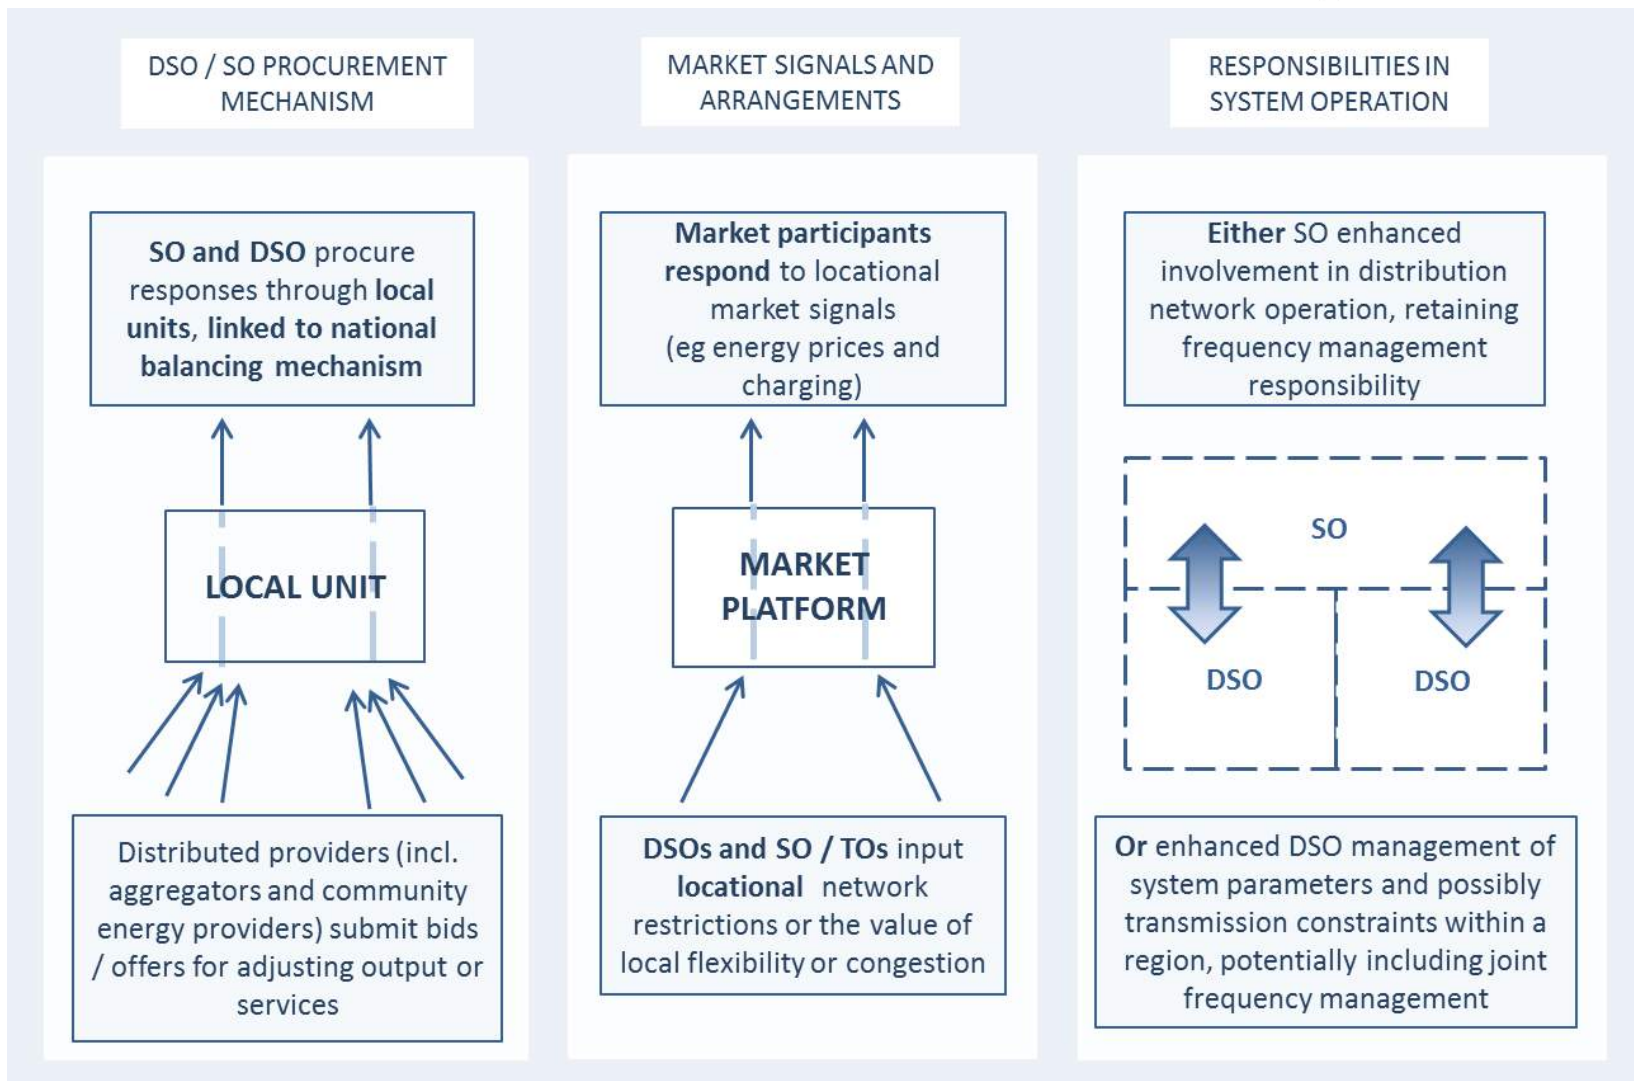 DSO / SO PROCUREMENT
MECHANISM
SO and DSO procure
responses through local
units, linked to national
balancing mechanism
LOCAL UNIT
Distributed providers (incl.
aggregators and community
energy providers) submit bids
/ offers for adjusting output or
services
MARKET SIGNALS AND
ARRANGEMENTS
Market participants
respond to locational
market signals
(eg energy prices and
charging)
MARKET
PLATFORM
DSOs and SO / TOs input
locational network
restrictions or the value of
local flexibility or congestion
RESPONSIBILITIES IN
SYSTEM OPERATION
Either SO enhanced
involvement in distribution
network operation, retaining
frequency management
responsibility
SO
DSO
DSO
Or enhanced DSO management of
system parameters and possibly
transmission constraints within a
region, potentially including joint
frequency management